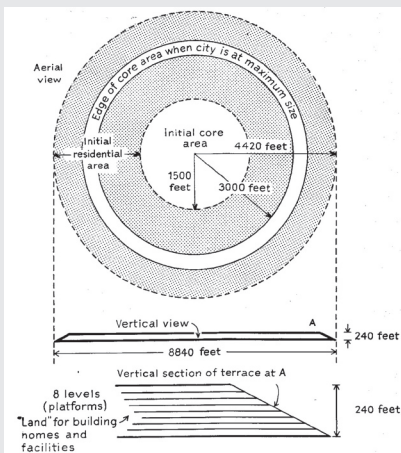 Aerial
view
Edge of core area when city is at maximum size
Initial core
area
Initial
residential
area
4420 feet
1500
feet
3000 feet
Vertical view
A
240 feet
8840 feet
Vertical section of terrace at A
8 levels
(platforms)
"Land" for building
nomes and
facilities
240 feet